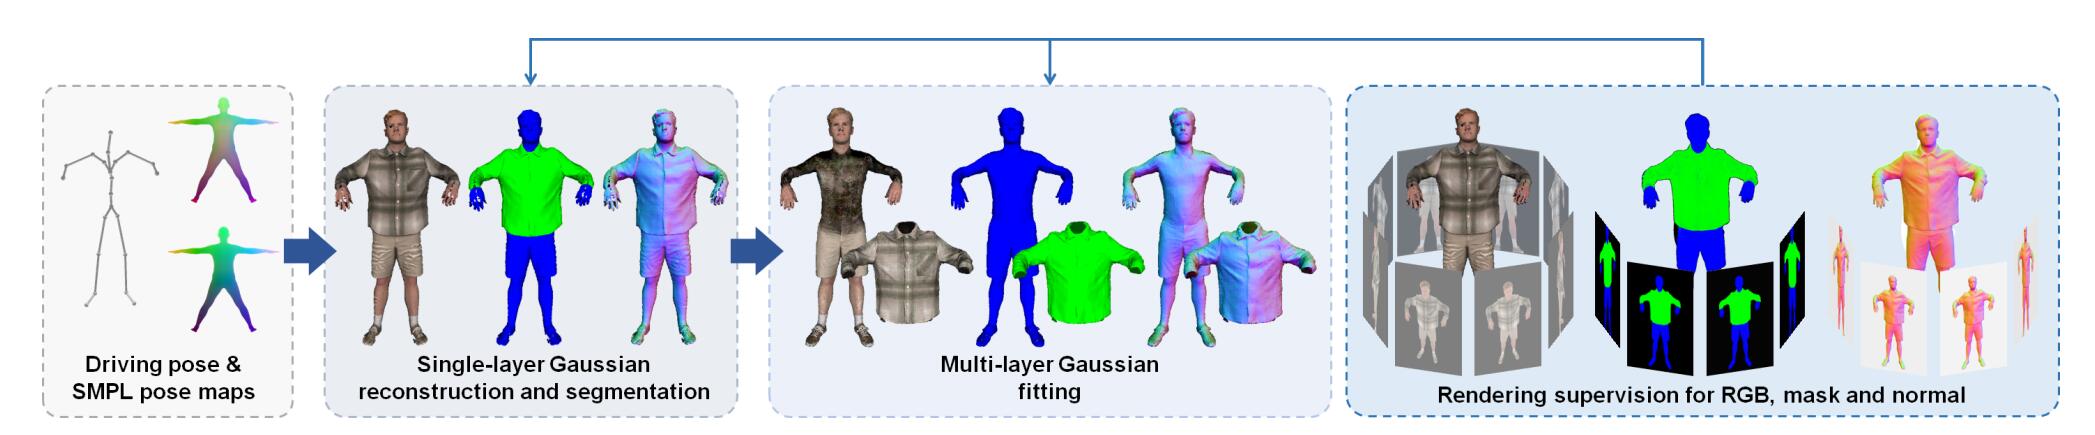 Driving pose &
SMPL pose maps
Single-layer Gaussian
reconstruction and segmentation
Multi-layer Gaussian
fitting
Rendering supervision for RGB, mask and normal